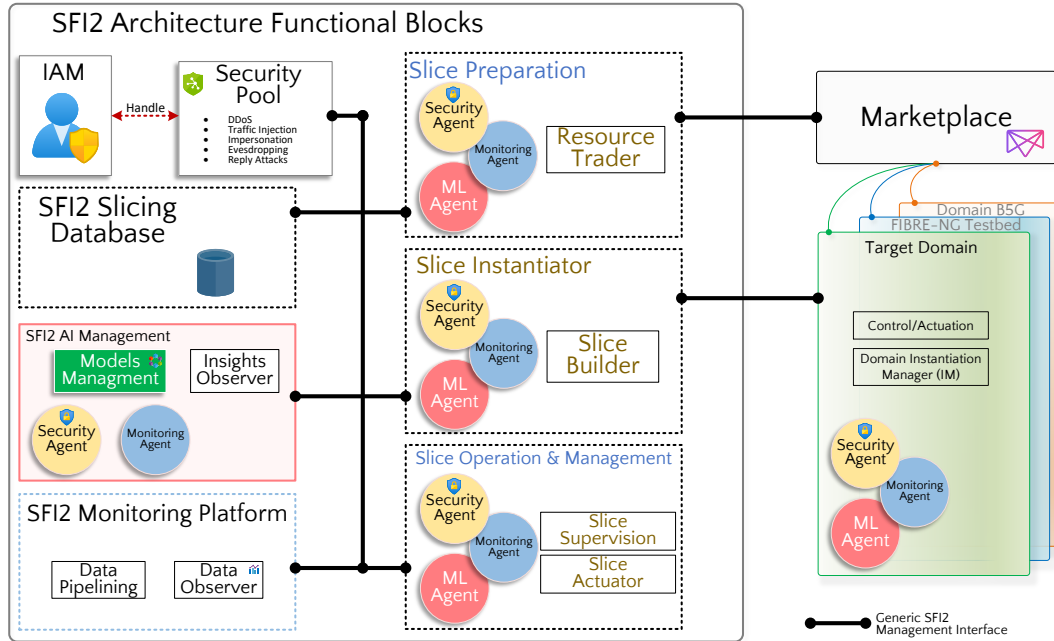 SFI2 Architecture Functional Blocks
IAM
Handle
Security
Pool
DDoS
Traffic Injection
Impersonation
Evesdropping
Reply Attacks
SFI2 Slicing
Database
SFI2 AI Management
Models
Managment
Insights
Observer
Security
Agent
Monitoring
Agent
SFI2 Monitoring Platform
Data
Pipelining
Data
Observer
Slice Preparation
Security
Agent
Monitoring
Agent
ML
Agent
Resource
Trader
Slice Instantiator
Security
Agent
Monitoring
Agent
ML
Agent
Slice
Builder
Slice Operation & Management
Security
Agent
Monitoring
Agent
ML
Agent
Slice
Supervision
Slice
Actuator
Marketplace
Domain B5G
FIBRE-NG Testbed
Target Domain
Control/Actuation
Domain Instantiation
Manager (IM)
Security
Agent
Monitoring
Agent
ML
Agent
Generic SFI2
Management Interface